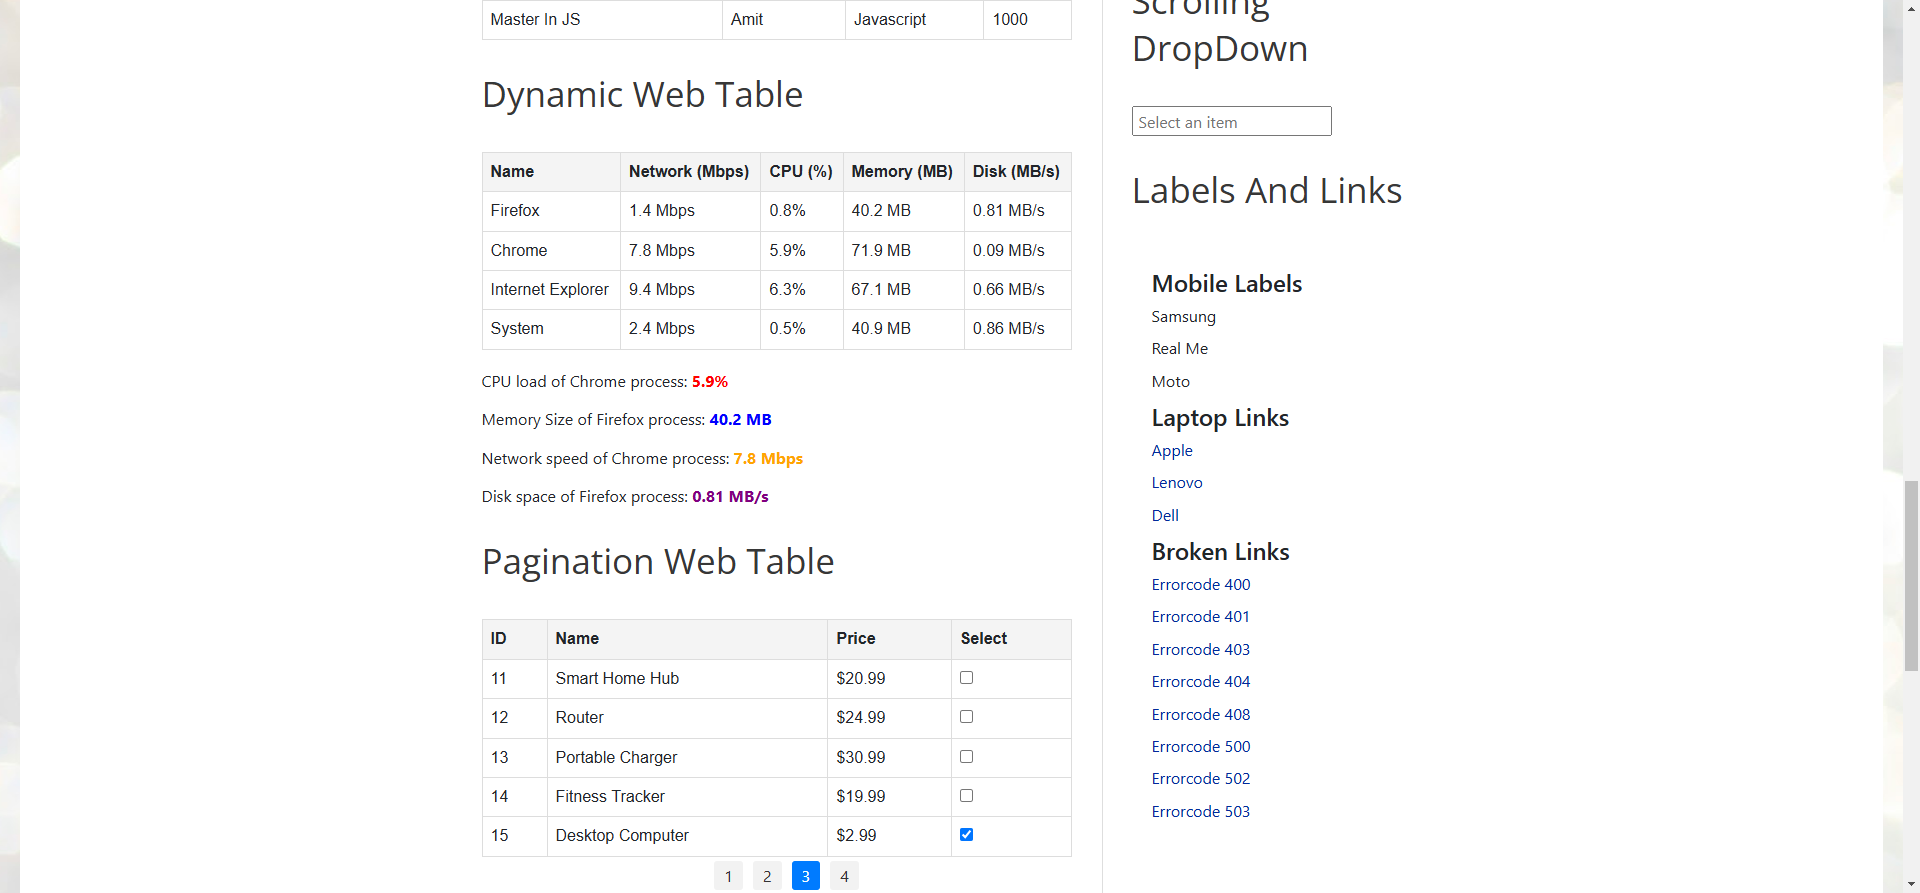 Master In JS Amit Javascript 1000
Dynamic Web Table
Name Network (Mbps) CPU (%) Memory (MB) Disk (MB/s)
Firefox 1.4 Mbps 0.8% 40.2 MB 0.81 MB/s
Chrome 7.8 Mbps 5.9% 71.9 MB 0.09 MB/s
Internet Explorer 9.4 Mbps 6.3% 67.1 MB 0.66 MB/s
System 2.4 Mbps 0.5% 40.9 MB 0.86 MB/s
CPU load of Chrome process: 5.9%
Memory Size of Firefox process: 40.2 MB
Network speed of Chrome process: 7.8 Mbps
Disk space of Firefox process: 0.81 MB/s
Pagination Web Table
ID Name Price Select
11 Smart Home Hub $20.99
12 Router $24.99
13 Portable Charger $30.99
14 Fitness Tracker $19.99
15 Desktop Computer $2.99
1 2 3 4
Scrolling
DropDown
Select an item
Labels And Links
Mobile Labels
Samsung
Real Me
Moto
Laptop Links
Apple
Lenovo
Dell
Broken Links
Errorcode 400
Errorcode 401
Errorcode 403
Errorcode 404
Errorcode 408
Errorcode 500
Errorcode 502
Errorcode 503